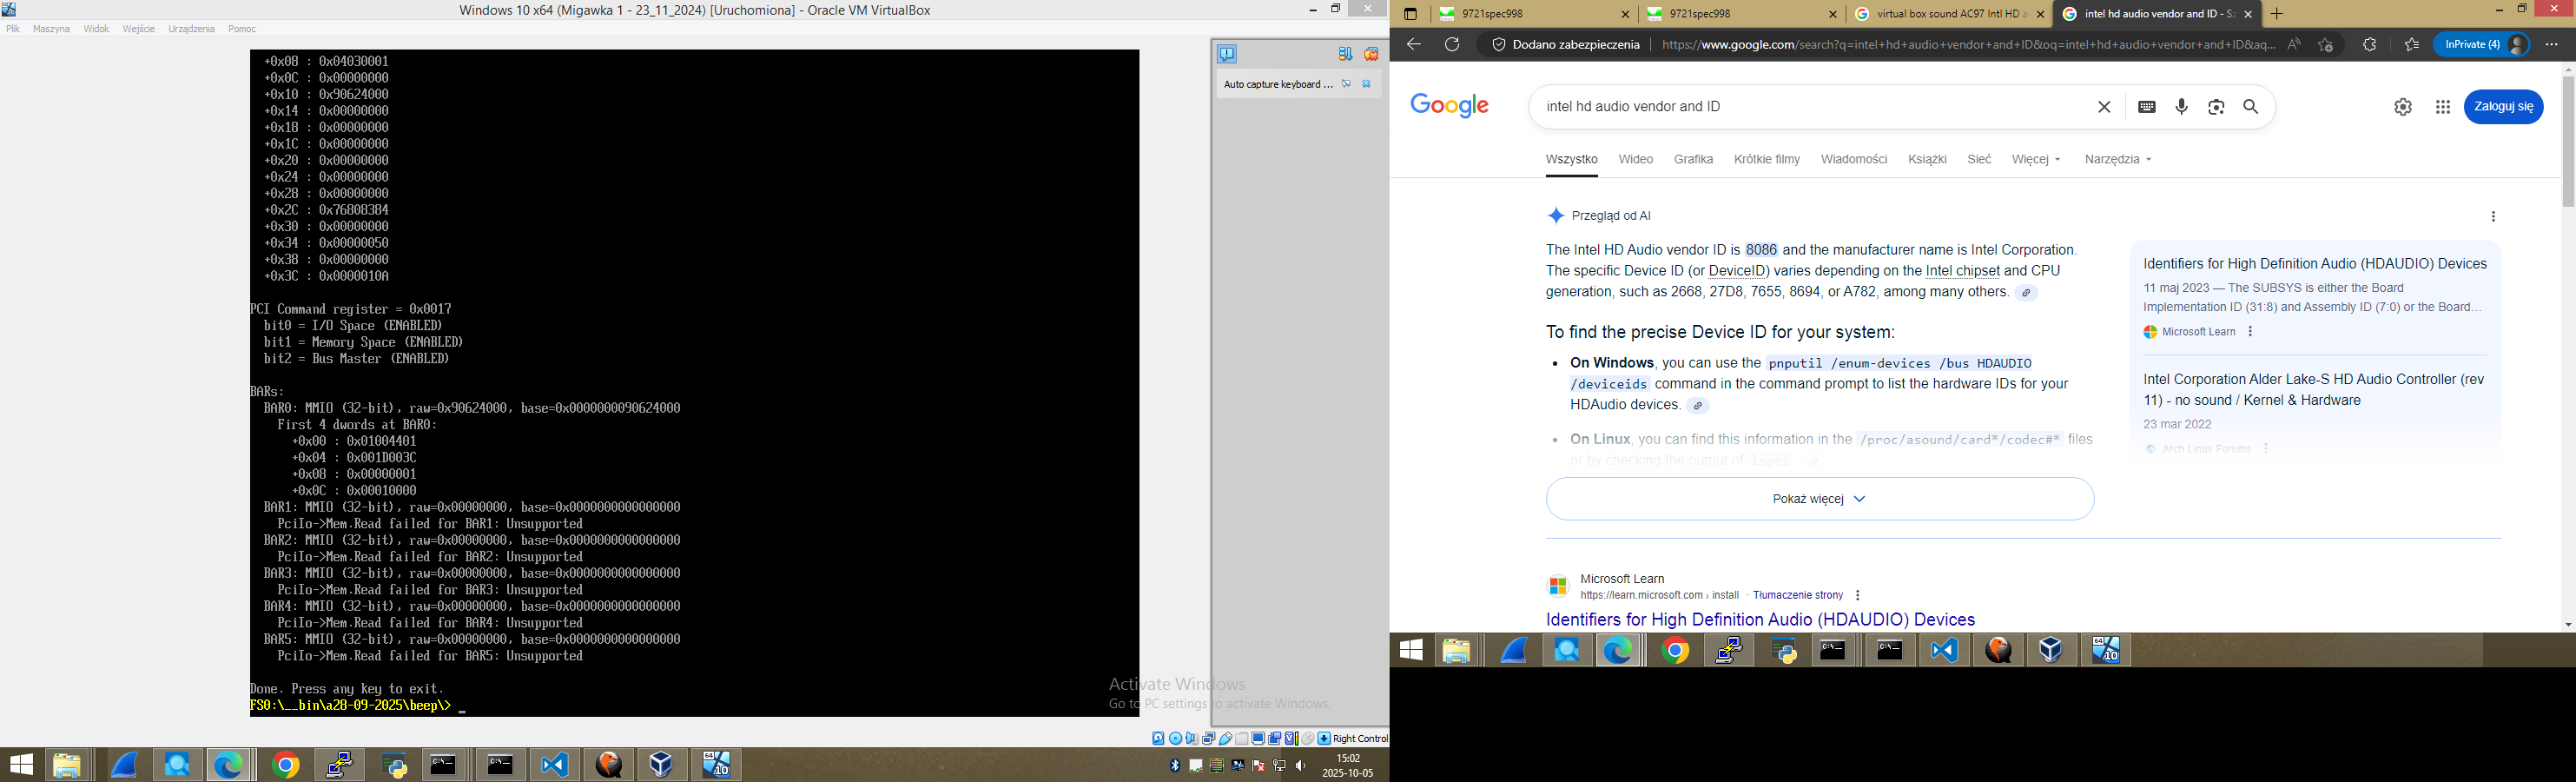 Windows 10 x64 (Migawka 1 - 23_11_2024) [Uruchomiona] - Oracle VM VirtualBox
Plik Maszyna Widok Wejście Urządzenia Pomoc
+0x08 : 0x04030001
+0x0C : 0x00000000
+0x10 : 0x90624000
+0x14 : 0x00000000
+0x18 : 0x00000000
+0x1C : 0x00000000
+0x20 : 0x00000000
+0x24 : 0x00000000
+0x28 : 0x00000000
+0x2C : 0x76808384
+0x30 : 0x00000000
+0x34 : 0x00000050
+0x38 : 0x00000000
+0x3C : 0x0000010A
PCI Command register = 0x0017
bit0 = I/O Space (ENABLED)
bit1 = Memory Space (ENABLED)
bit2 = Bus Master (ENABLED)
BARs:
BAR0: MMIO (32-bit), raw=0x90624000, base=0x0000000090624000
First 4 dwords at BAR0:
+0x00 : 0x01004401
+0x04 : 0x001D003C
+0x08 : 0x00000001
+0x0C : 0x00010000
BAR1: MMIO (32-bit), raw=0x00000000, base=0x0000000000000000
PciIo->Mem.Read failed for BAR1: Unsupported
BAR2: MMIO (32-bit), raw=0x00000000, base=0x0000000000000000
PciIo->Mem.Read failed for BAR2: Unsupported
BAR3: MMIO (32-bit), raw=0x00000000, base=0x0000000000000000
PciIo->Mem.Read failed for BAR3: Unsupported
BAR4: MMIO (32-bit), raw=0x00000000, base=0x0000000000000000
PciIo->Mem.Read failed for BAR4: Unsupported
BAR5: MMIO (32-bit), raw=0x00000000, base=0x0000000000000000
PciIo->Mem.Read failed for BAR5: Unsupported
Done. Press any key to exit.
FS0:\__bin\a28-09-2025\beep\> _
Auto capture keyboard ...
Activate Windows
Go to PC settings to activate Windows.
Right Control
15:02
2025-10-05
9721spec998
9721spec998
virtual box sound AC97 Intl HD a
intel hd audio vendor and ID - Sz
Dodano zabezpieczenia
https://www.google.com/search?q=intel+hd+audio+vendor+and+ID&oq=intel+hd+audio+vendor+and+ID&aq...
InPrivate (4)
Google
intel hd audio vendor and ID
Zaloguj się
Wszystko Wideo Grafika Krótkie filmy Wiadomości Książki Sieć Więcej Narzędzia
Przegląd od AI
The Intel HD Audio vendor ID is 8086 and the manufacturer name is Intel Corporation.
The specific Device ID (or DeviceID) varies depending on the Intel chipset and CPU
generation, such as 2668, 27D8, 7655, 8694, or A782, among many others.
To find the precise Device ID for your system:
• On Windows, you can use the pnputil /enum-devices /bus HDAUDIO
/deviceids command in the command prompt to list the hardware IDs for your
HDAudio devices.
• On Linux, you can find this information in the /proc/asound/card*/codec#* files
or by checking the output of lspci
Pokaż więcej
Identifiers for High Definition Audio (HDAUDIO) Devices
11 maj 2023 — The SUBSYS is either the Board
Implementation ID (31:8) and Assembly ID (7:0) or the Board...
Microsoft Learn
Intel Corporation Alder Lake-S HD Audio Controller (rev
11) - no sound / Kernel & Hardware
23 mar 2022
Arch Linux Forums
Microsoft Learn
https://learn.microsoft.com › install · Tłumaczenie strony
Identifiers for High Definition Audio (HDAUDIO) Devices